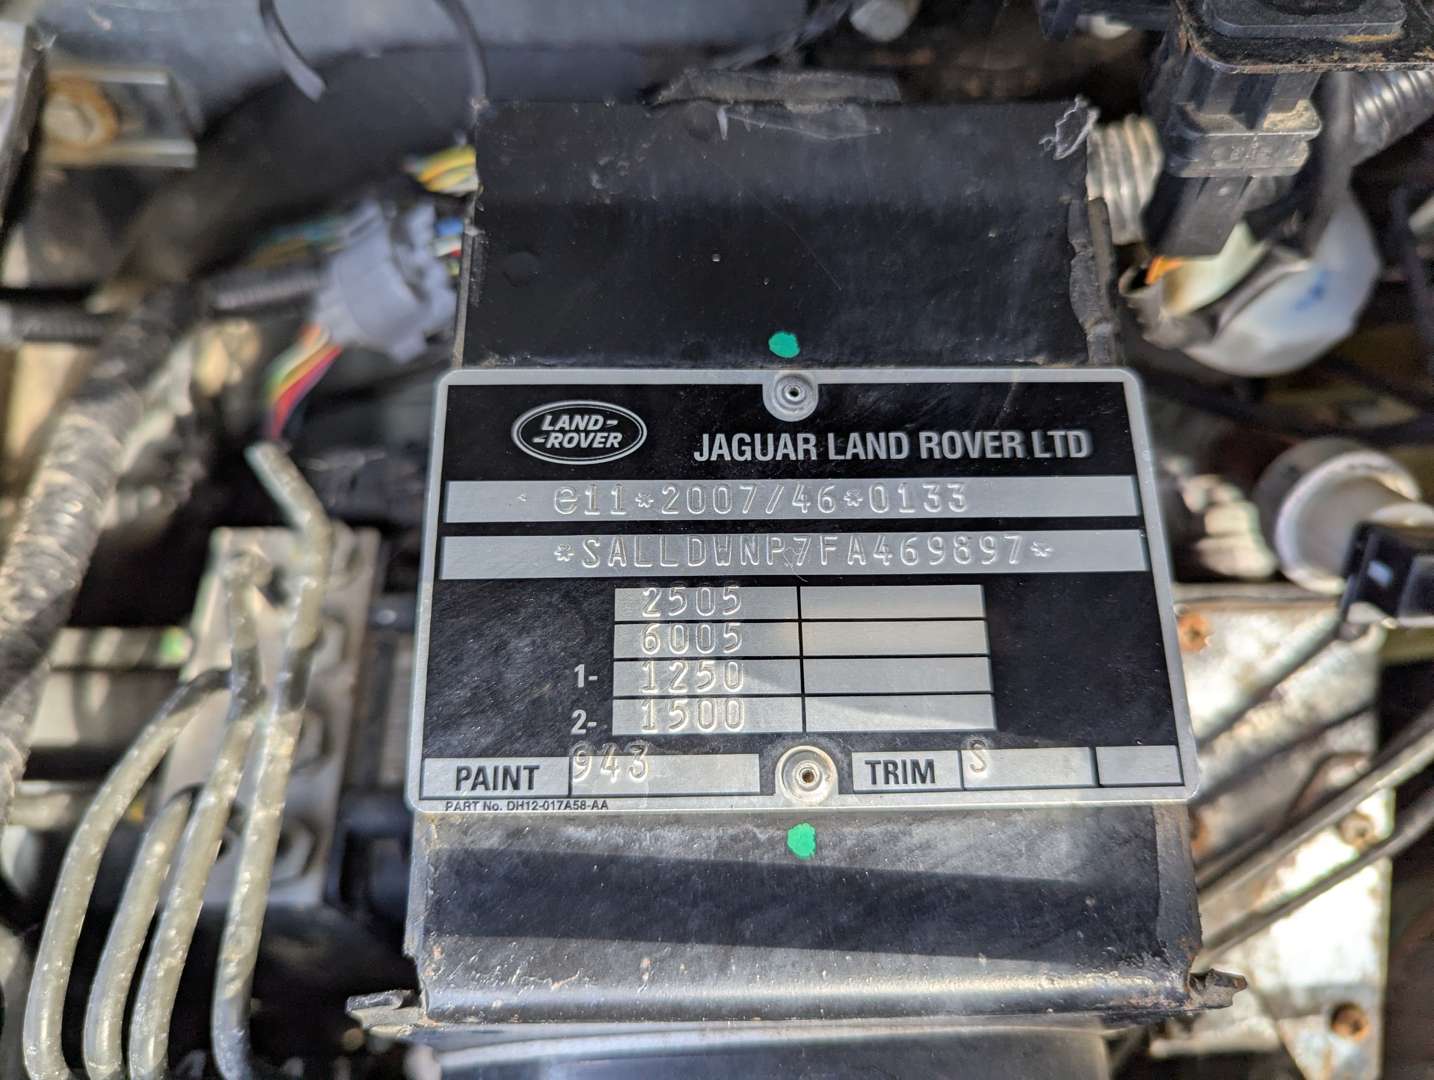 LAND-
-ROVER
JAGUAR LAND ROVER LTD
e11*2007/46*0133
*SALLDWNP7FA469897*
2505
6005
1- 1250
2- 1500
PAINT 943 TRIM S
PART No. DH12-017A58-AA